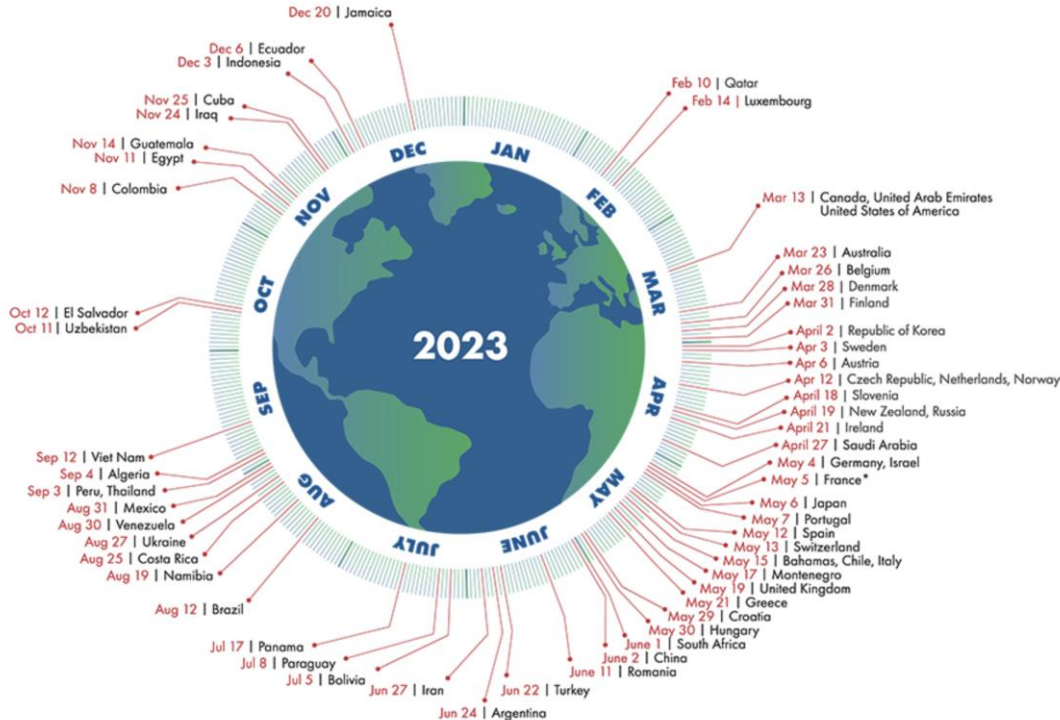 Dec 20 | Jamaica
Dec 6 | Ecuador
Dec 3 | Indonesia
Nov 25 | Cuba
Nov 24 | Iraq
Nov 14 | Guatemala
Nov 11 | Egypt
Nov 8 | Colombia
Oct 12 | El Salvador
Oct 11 | Uzbekistan
Sep 12 | Viet Nam
Sep 4 | Algeria
Sep 3 | Peru, Thailand
Aug 31 | Mexico
Aug 30 | Venezuela
Aug 27 | Ukraine
Aug 25 | Costa Rica
Aug 19 | Namibia
Aug 12 | Brazil
Jul 17 | Panama
Jul 8 | Paraguay
Jul 5 | Bolivia
Jun 27 | Iran
Jun 24 | Argentina
Jun 22 | Turkey
Feb 10 | Qatar
Feb 14 | Luxembourg
Mar 13 | Canada, United Arab Emirates
United States of America
Mar 23 | Australia
Mar 26 | Belgium
Mar 28 | Denmark
Mar 31 | Finland
April 2 | Republic of Korea
Apr 3 | Sweden
Apr 6 | Austria
Apr 12 | Czech Republic, Netherlands, Norway
April 18 | Slovenia
April 19 | New Zealand, Russia
April 21 | Ireland
April 27 | Saudi Arabia
May 4 | Germany, Israel
May 5 | France*
May 6 | Japan
May 7 | Portugal
May 12 | Spain
May 13 | Switzerland
May 15 | Bahamas, Chile, Italy
May 17 | Montenegro
May 19 | United Kingdom
May 21 | Greece
May 29 | Croatia
May 30 | Hungary
June 1 | South Africa
June 2 | China
June 11 | Romania
JAN
FEB
MAR
APR
MAY
JUNE
JULY
AUG
SEP
OCT
NOV
DEC
2023